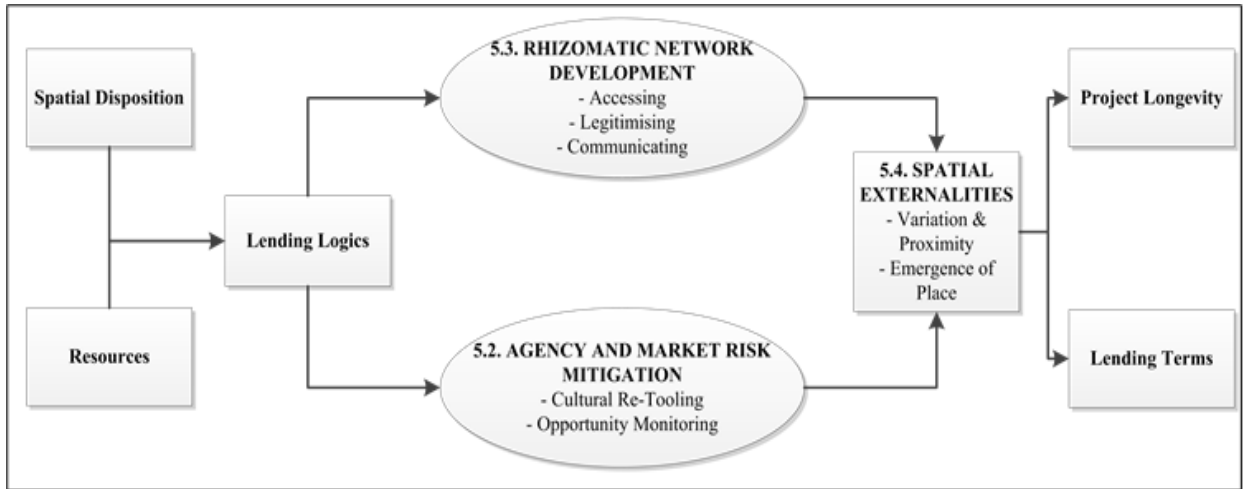 Spatial Disposition
Resources
Lending Logics
5.3. RHIZOMATIC NETWORK
DEVELOPMENT
- Accessing
- Legitimising
- Communicating
5.2. AGENCY AND MARKET RISK
MITIGATION
- Cultural Re-Tooling
- Opportunity Monitoring
5.4. SPATIAL
EXTERNALITIES
- Variation &
Proximity
- Emergence of
Place
Project Longevity
Lending Terms